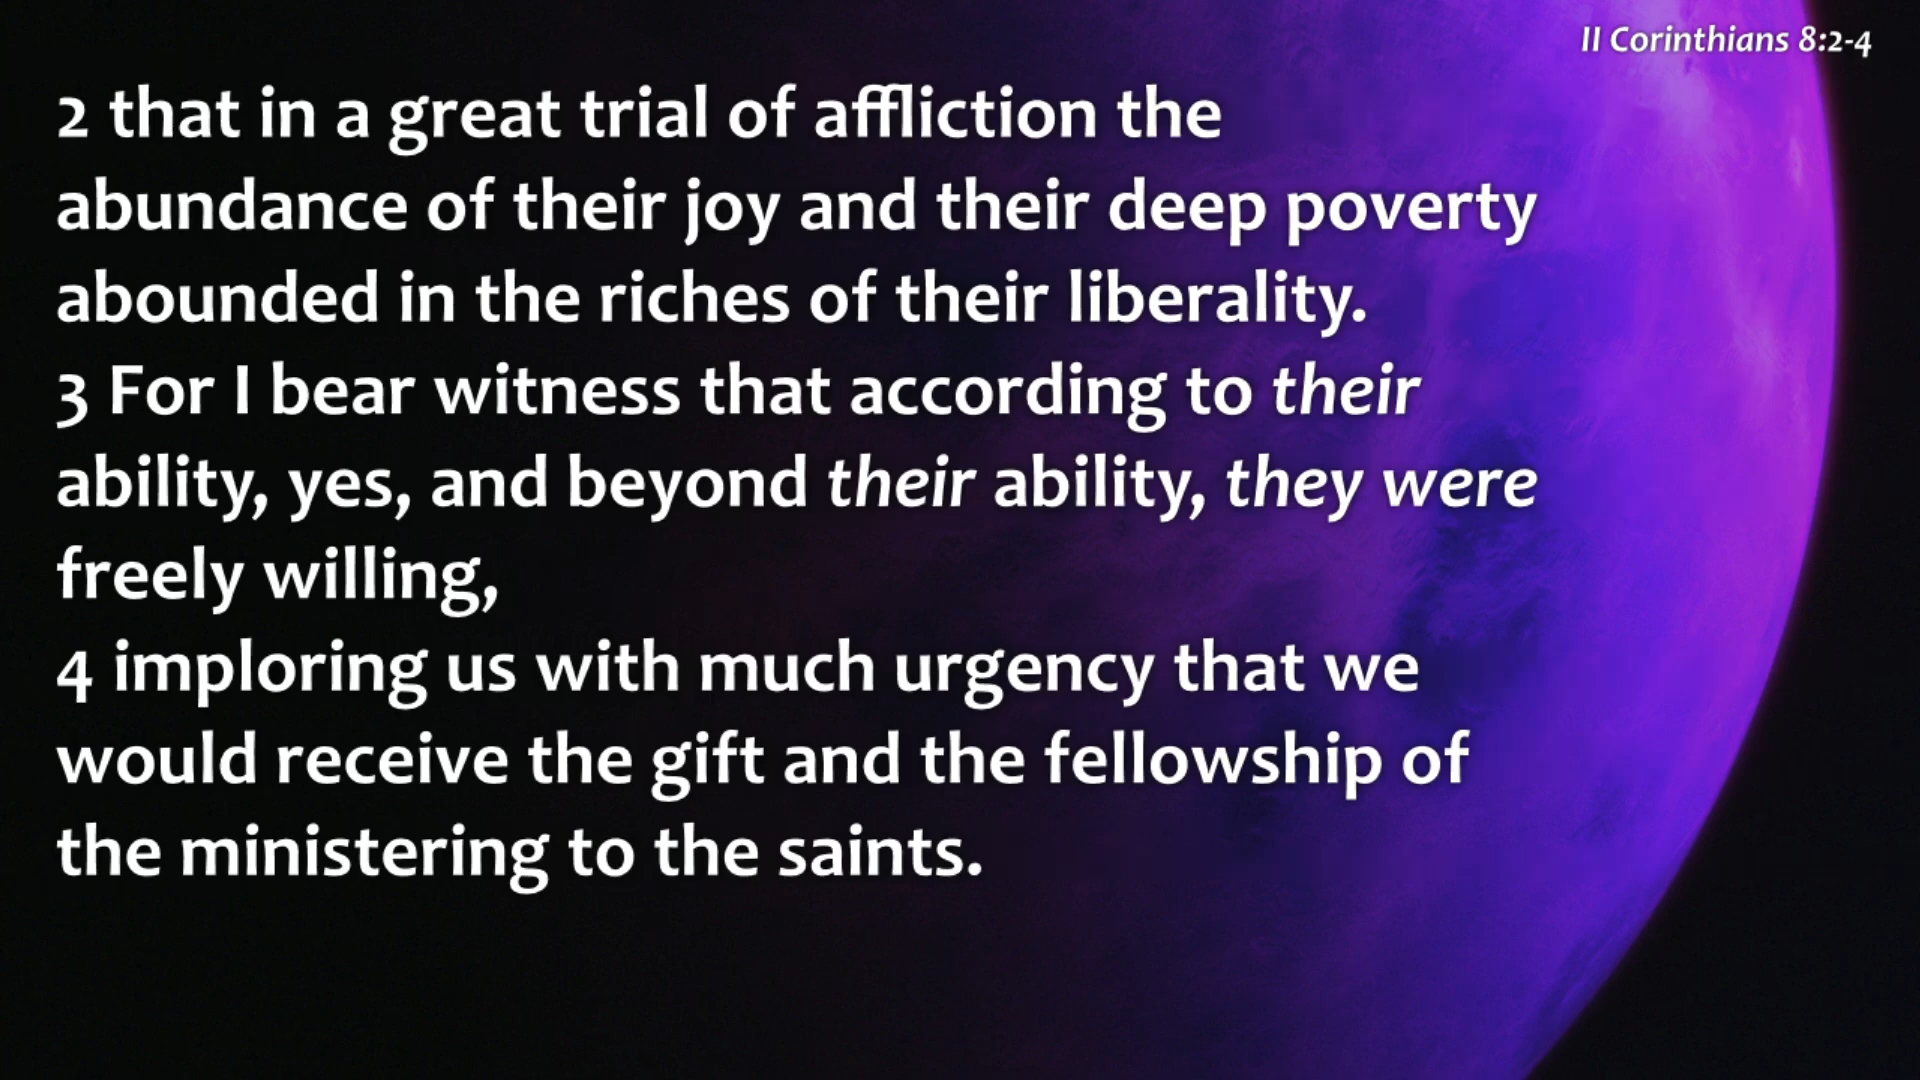 II Corinthians 8:2-4
2 that in a great trial of affliction the
abundance of their joy and their deep poverty
abounded in the riches of their liberality.
3 For I bear witness that according to their
ability, yes, and beyond their ability, they were
freely willing,
4 imploring us with much urgency that we
would receive the gift and the fellowship of
the ministering to the saints.